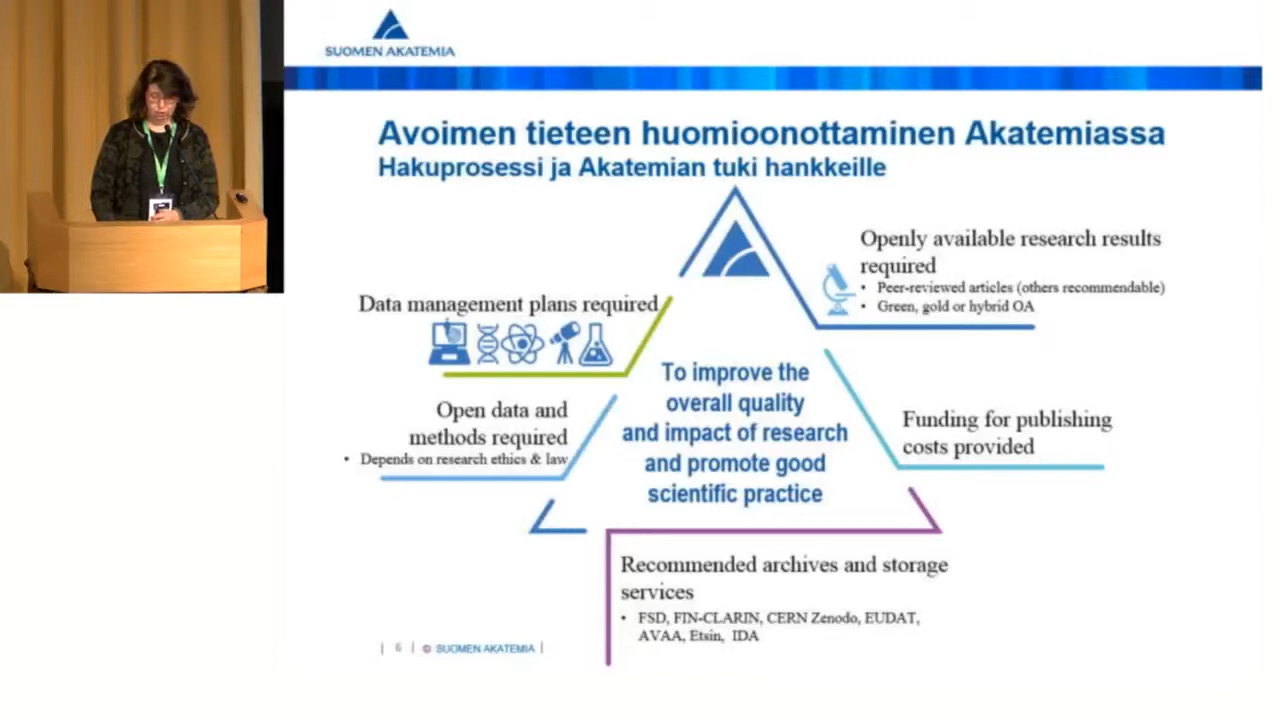 SUOMEN AKATEMIA
Avoimen tieteen huomioonottaminen Akatemiassa
Hakuprosessi ja Akatemian tuki hankkeille
Openly available research results
required
• Peer-reviewed articles (others recommendable)
• Green, gold or hybrid OA
Data management plans required
To improve the
overall quality
and impact of research
and promote good
scientific practice
Open data and
methods required
• Depends on research ethics & law
Funding for publishing
costs provided
Recommended archives and storage
services
• FSD, FIN-CLARIN, CERN Zenodo, EUDAT,
AVAA, Etsin, IDA
| 6 | © SUOMEN AKATEMIA |